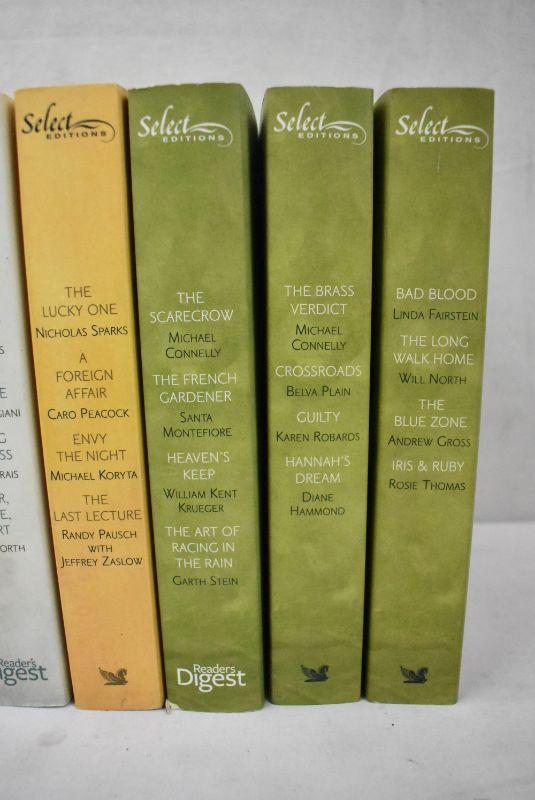 Select
EDITIONS
THE
LUCKY ONE
NICHOLAS SPARKS
A
FOREIGN
AFFAIR
CARO PEACOCK
ENVY
THE NIGHT
MICHAEL KORYTA
THE
LAST LECTURE
RANDY PAUSCH
WITH
JEFFREY ZASLOW
Select
EDITIONS
THE
SCARECROW
MICHAEL
CONNELLY
THE FRENCH
GARDENER
SANTA
MONTEFIORE
HEAVEN'S
KEEP
WILLIAM KENT
KRUEGER
THE ART OF
RACING IN
THE RAIN
GARTH STEIN
Readers
Digest
Select
EDITIONS
THE BRASS
VERDICT
MICHAEL
CONNELLY
CROSSROADS
BELVA PLAIN
GUILTY
KAREN ROBARDS
HANNAH'S
DREAM
DIANE
HAMMOND
Select
EDITIONS
BAD BLOOD
LINDA FAIRSTEIN
THE LONG
WALK HOME
WILL NORTH
THE
BLUE ZONE
ANDREW GROSS
IRIS & RUBY
ROSIE THOMAS